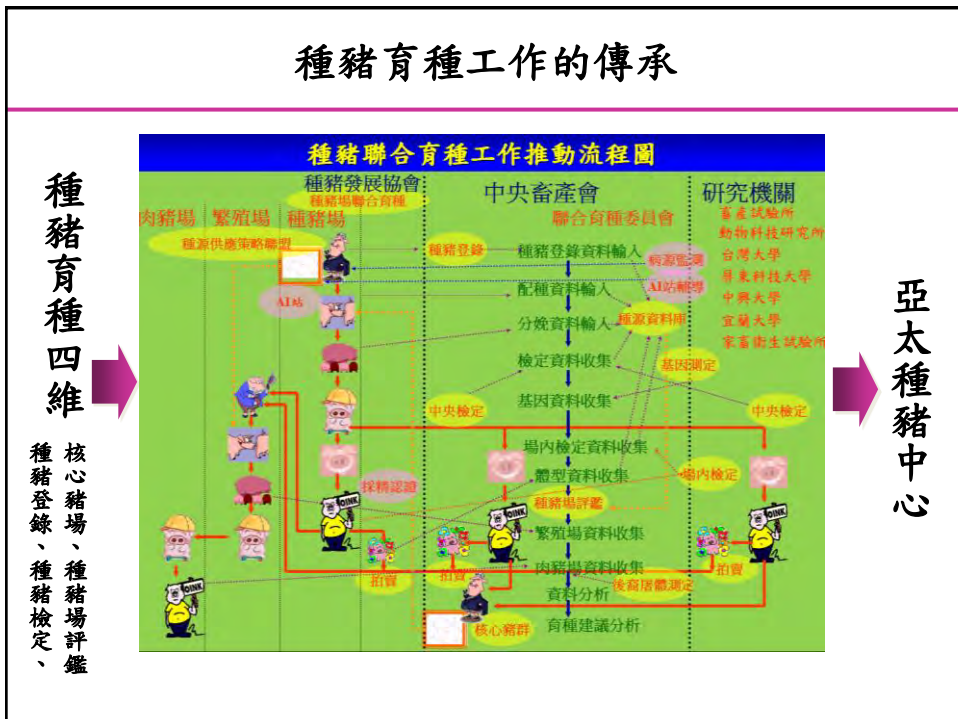 種豬育種工作的傳承
種豬育種四維
核心豬場、種豬場評鑑
種豬登錄、種豬檢定、
種豬聯合育種工作推動流程圖
種豬發展協會
種豬場聯合育種
中央畜產會
研究機關
肉豬場
繁殖場
種豬場
聯合育種委員會
畜產試驗所
動物科技研究所
台灣大學
屏東科技大學
中興大學
宜蘭大學
家畜衛生試驗所
種源供應策略聯盟
種豬登錄
種豬登錄資料輸入
病源監測
AI站
配種資料輸入
AI站輔導
分娩資料輸入
種源資料庫
檢定資料收集
基因測定
中央檢定
基因資料收集
中央檢定
場內檢定資料收集
體型資料收集
場內檢定
採精認證
種豬場評鑑
OINK
OINK
OINK
繁殖場資料收集
拍賣
拍賣
拍賣
肉豬場資料收集
OINK
後裔屠體測定
資料分析
核心豬群
育種建議分析
亞太種豬中心